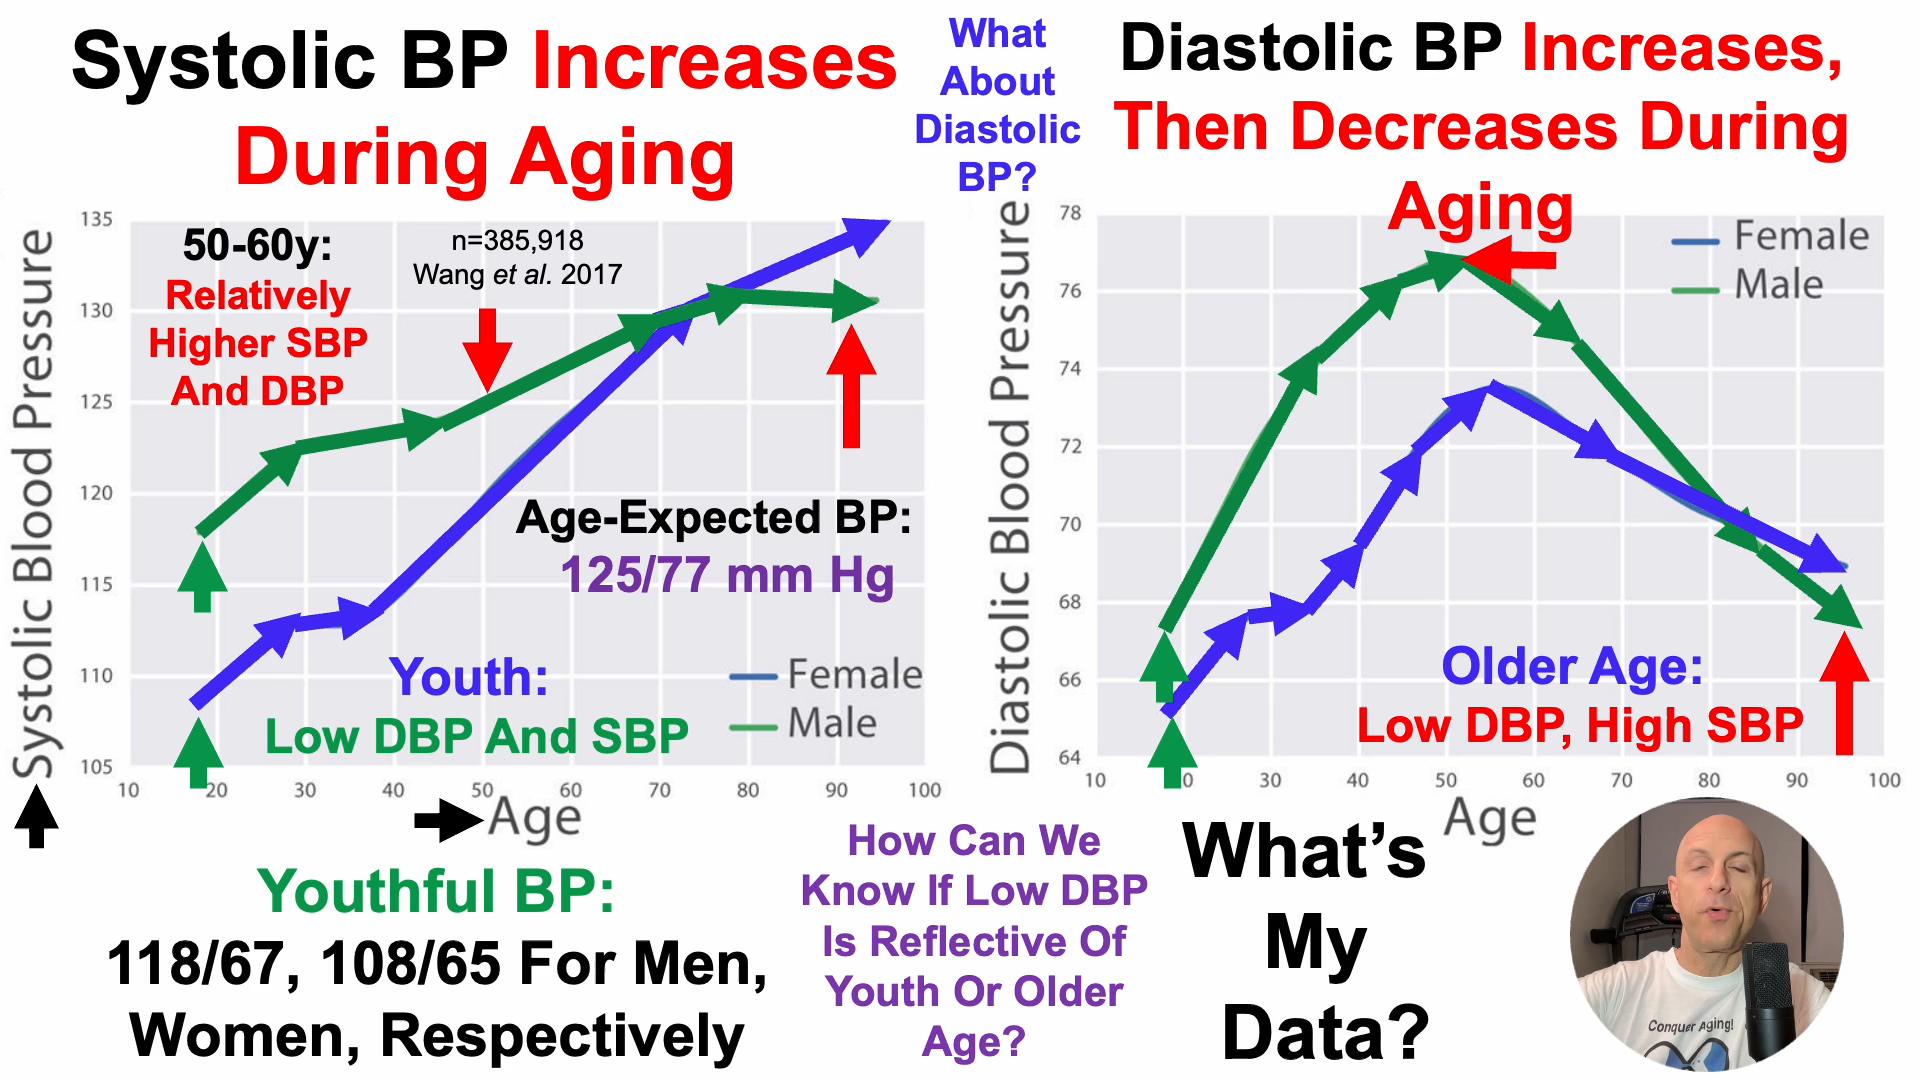 Systolic BP Increases
During Aging
What
About
Diastolic
BP?
Diastolic BP Increases,
Then Decreases During
Aging
Systolic Blood Pressure
135
130
125
120
115
110
105
10
20
30
40
50
60
70
80
90
100
Age
50-60y:
Relatively
Higher SBP
And DBP
n=385,918
Wang et al. 2017
Age-Expected BP:
125/77 mm Hg
Youth:
Low DBP And SBP
Female
Male
Diastolic Blood Pressure
78
76
74
72
70
68
66
64
10
20
30
40
50
60
70
80
90
100
Age
Female
Male
Older Age:
Low DBP, High SBP
Youthful BP:
118/67, 108/65 For Men,
Women, Respectively
How Can We
Know If Low DBP
Is Reflective Of
Youth Or Older
Age?
What's
My
Data?
Conquer Aging!